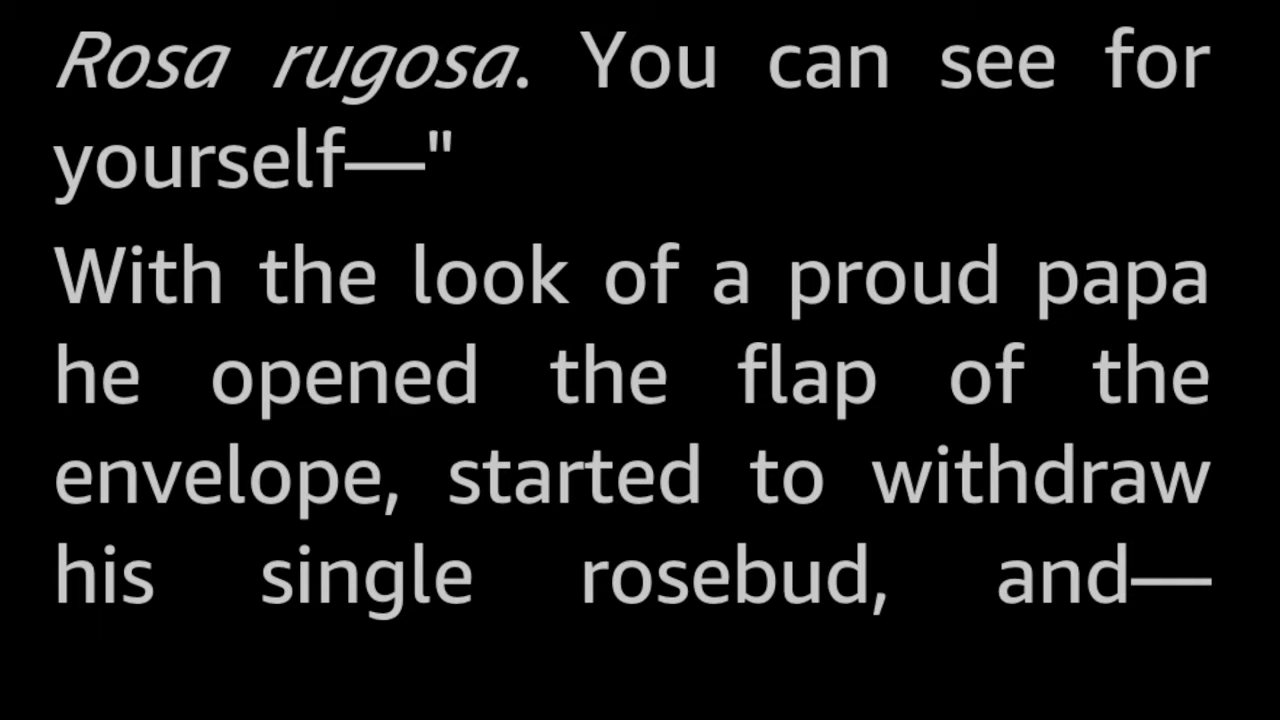 Rosa rugosa. You can see for
yourself—"
With the look of a proud papa
he opened the flap of the
envelope, started to withdraw
his single rosebud, and—